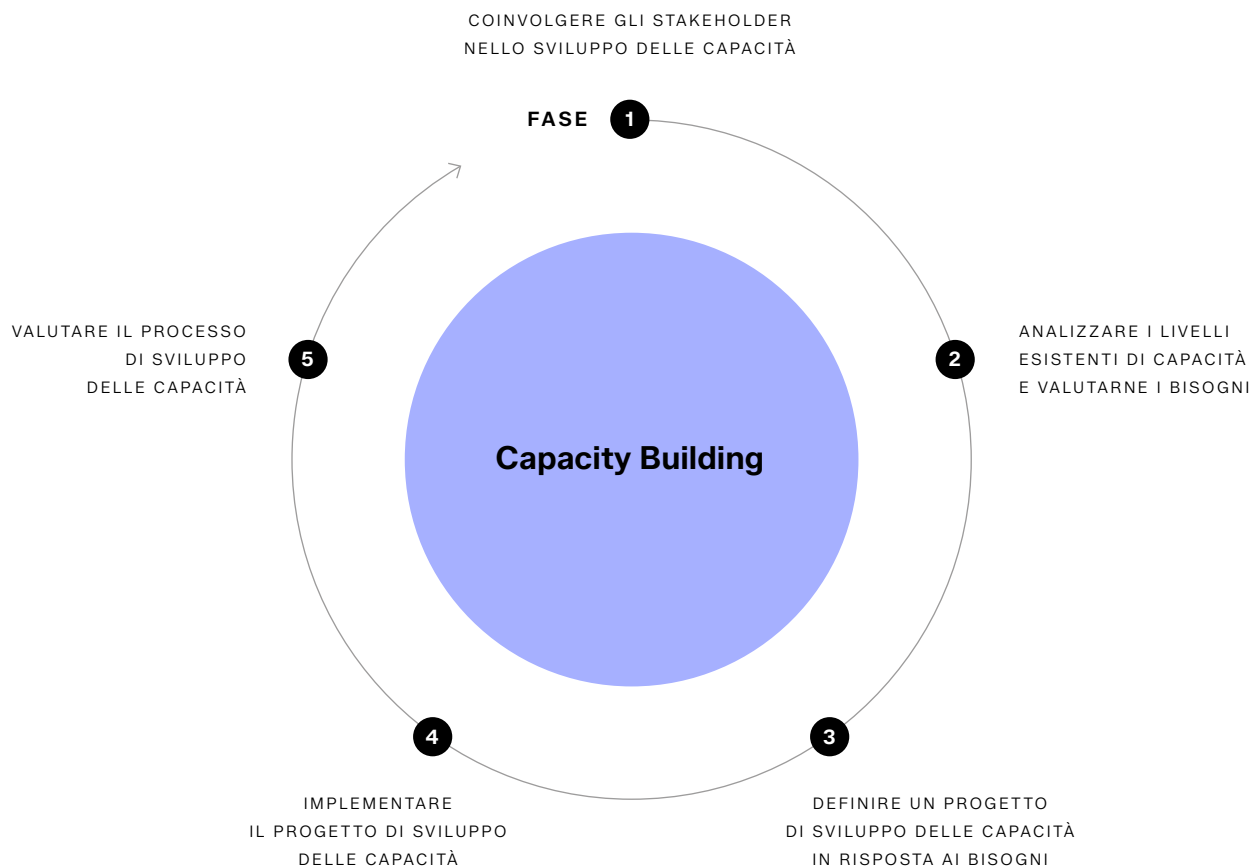 COINVOLGERE GLI STAKEHOLDER
NELLO SVILUPPO DELLE CAPACITÀ
FASE 1
2
ANALIZZARE I LIVELLI
ESISTENTI DI CAPACITÀ
E VALUTARNE I BISOGNI
3
DEFINIRE UN PROGETTO
DI SVILUPPO DELLE CAPACITÀ
IN RISPOSTA AI BISOGNI
4
IMPLEMENTARE
IL PROGETTO DI SVILUPPO
DELLE CAPACITÀ
5
VALUTARE IL PROCESSO
DI SVILUPPO
DELLE CAPACITÀ
Capacity Building